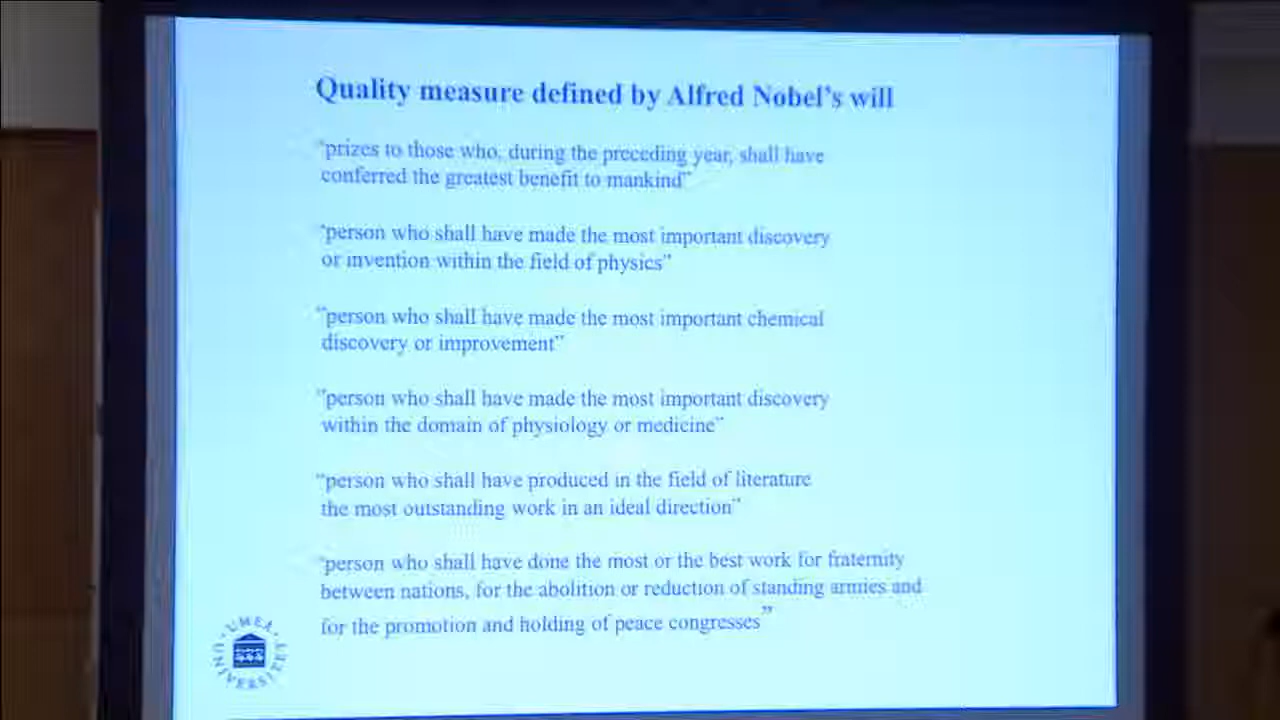 Quality measure defined by Alfred Nobel's will
"prizes to those who, during the preceding year, shall have
conferred the greatest benefit to mankind"
"person who shall have made the most important discovery
or invention within the field of physics"
"person who shall have made the most important chemical
discovery or improvement"
"person who shall have made the most important discovery
within the domain of physiology or medicine"
"person who shall have produced in the field of literature
the most outstanding work in an ideal direction"
"person who shall have done the most or the best work for fraternity
between nations, for the abolition or reduction of standing armies and
for the promotion and holding of peace congresses"
· UMEÅ ·
UNIVERSITET